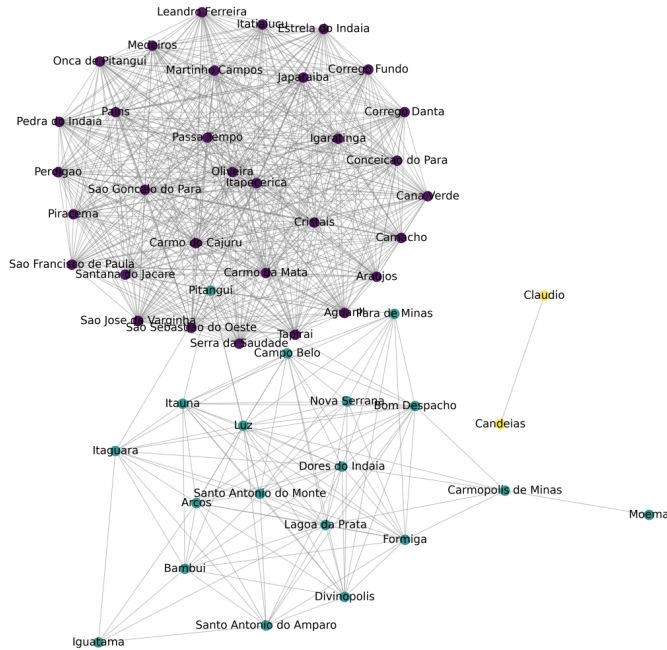 Leandro Ferreira
Itatiaiucu
Estrela do Indaia
Medeiros
Onca de Pitangui
Martinho Campos
Japaraiba
Corrego Fundo
Pains
Corrego Danta
Pedra do Indaia
Passa Tempo
Igaratinga
Conceicao do Para
Perdigao
Oliveira
Itapecerica
Sao Goncalo do Para
Cana Verde
Piracema
Cristais
Carmo do Cajuru
Camacho
Sao Francisco de Paula
Santana do Jacare
Carmo da Mata
Araujos
Pitangui
Claudio
Aguanil
Para de Minas
Sao Jose da Varginha
Sao Sebastiao do Oeste
Tapirai
Serra da Saudade
Campo Belo
Itauna
Nova Serrana
Bom Despacho
Luz
Candeias
Itaguara
Dores do Indaia
Santo Antonio do Monte
Carmopolis de Minas
Arcos
Moema
Lagoa da Prata
Formiga
Bambui
Divinopolis
Santo Antonio do Amparo
Iguatama